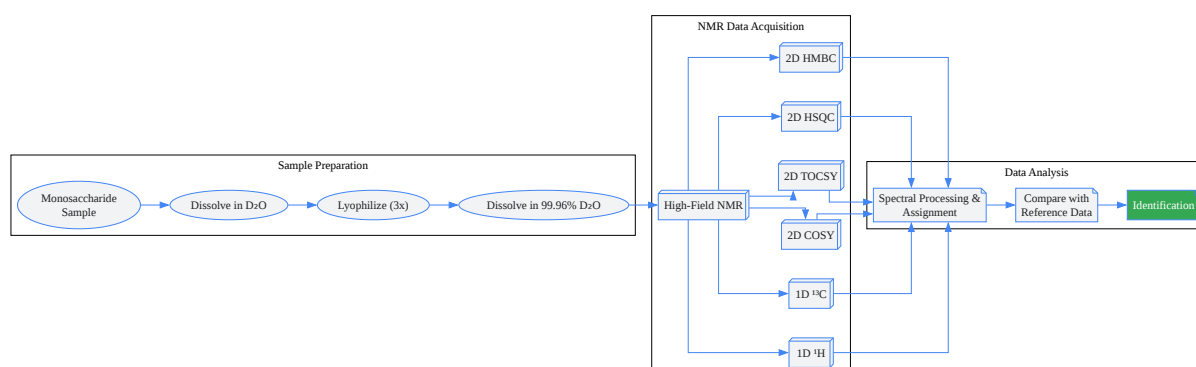 Sample Preparation
Monosaccharide
Sample
Dissolve in D₂O
Lyophilize (3x)
Dissolve in 99.96% D₂O
NMR Data Acquisition
High-Field NMR
2D HMBC
2D HSQC
2D TOCSY
2D COSY
1D ¹³C
1D ¹H
Data Analysis
Spectral Processing &
Assignment
Compare with
Reference Data
Identification